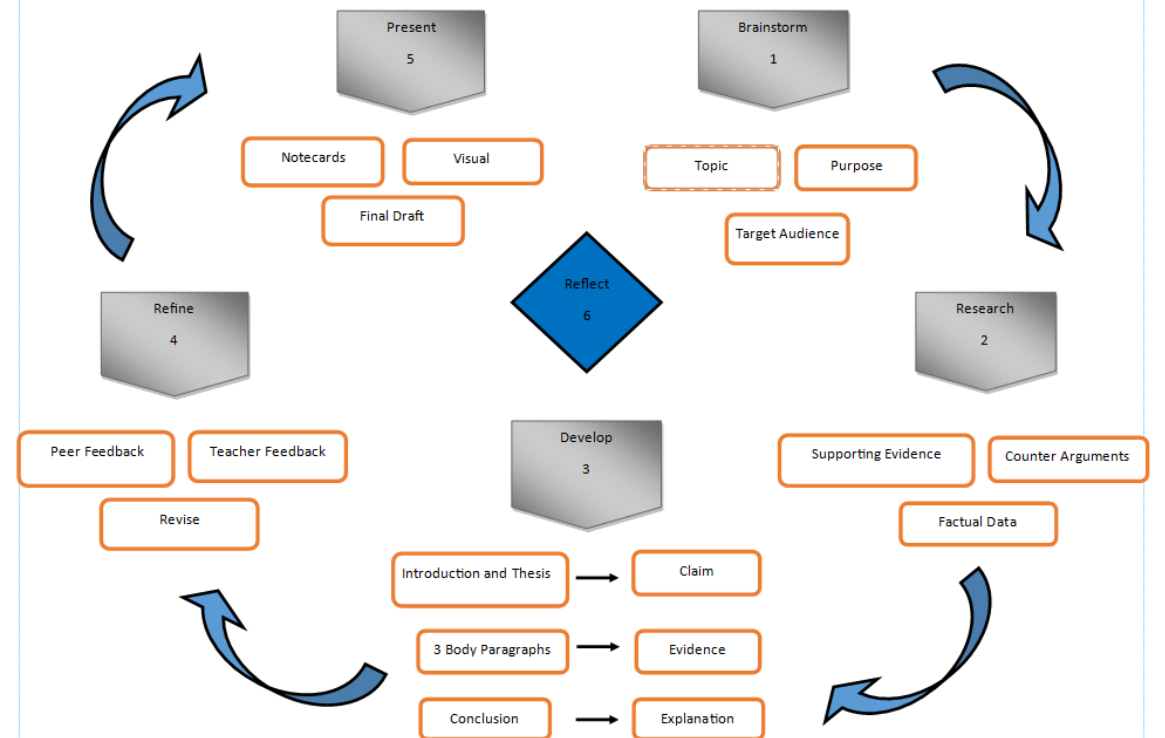 Present
5
Brainstorm
1
Notecards
Visual
Final Draft
Topic
Purpose
Target Audience
Reflect
6
Refine
4
Research
2
Peer Feedback
Teacher Feedback
Revise
Develop
3
Supporting Evidence
Counter Arguments
Factual Data
Introduction and Thesis
Claim
3 Body Paragraphs
Evidence
Conclusion
Explanation